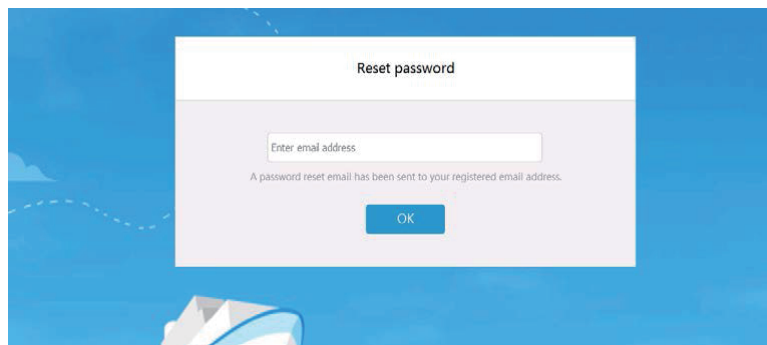 Reset password
Enter email address
A password reset email has been sent to your registered email address.
OK